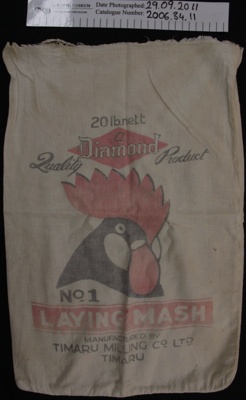 Date Photographed: 29.09.2011
Catalogue Number: 2006.84.11
20 lb nett
A
Diamond
Quality Product
No 1
LAYING MASH
MANUFACTURED BY
TIMARU MILLING CO LTD
TIMARU